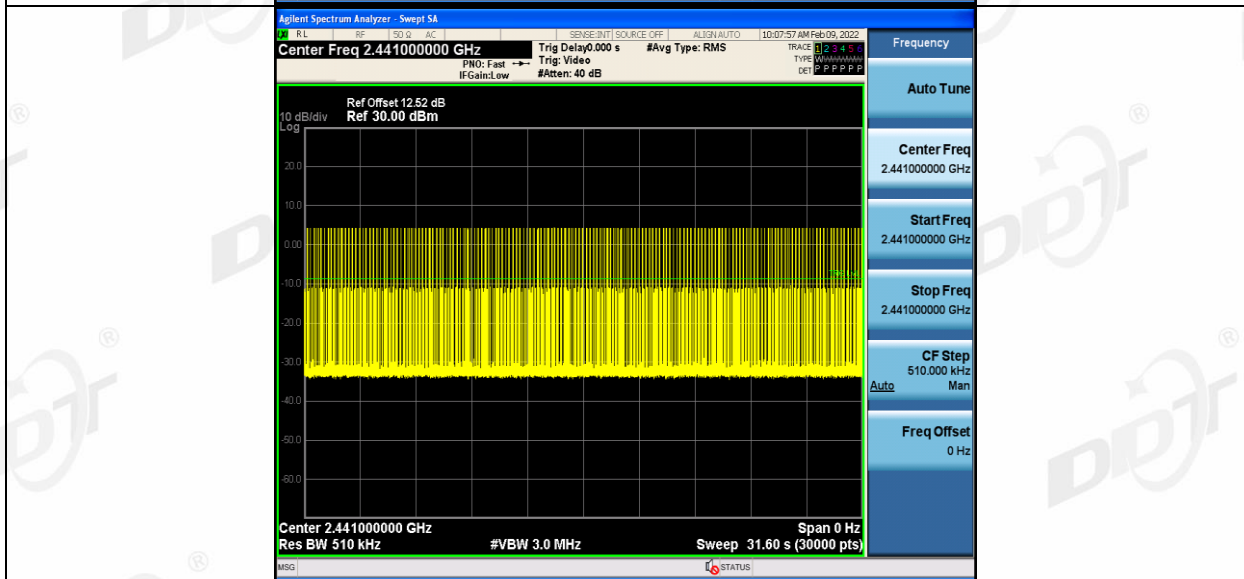 Agilent Spectrum Analyzer - Swept SA
RL RF 50 Ω AC SENSE:INT SOURCE OFF ALIGN AUTO 10:07:57 AM Feb 09, 2022
Center Freq 2.441000000 GHz
PNO: Fast
IFGain:Low
Trig Delay0.000 s
Trig: Video
#Atten: 40 dB
#Avg Type: RMS
TRACE 1 2 3 4 5 6
TYPE W
DET P P P P P P
Ref Offset 12.52 dB
10 dB/div Ref 30.00 dBm
Log
20.0
10.0
0.00
-10.0
-20.0
-30.0
-40.0
-50.0
-60.0
Center 2.441000000 GHz Span 0 Hz
Res BW 510 kHz #VBW 3.0 MHz Sweep 31.60 s (30000 pts)
MSG STATUS
Frequency
Auto Tune
Center Freq
2.441000000 GHz
Start Freq
2.441000000 GHz
Stop Freq
2.441000000 GHz
CF Step
510.000 kHz
Auto Man
Freq Offset
0 Hz
DDT
®